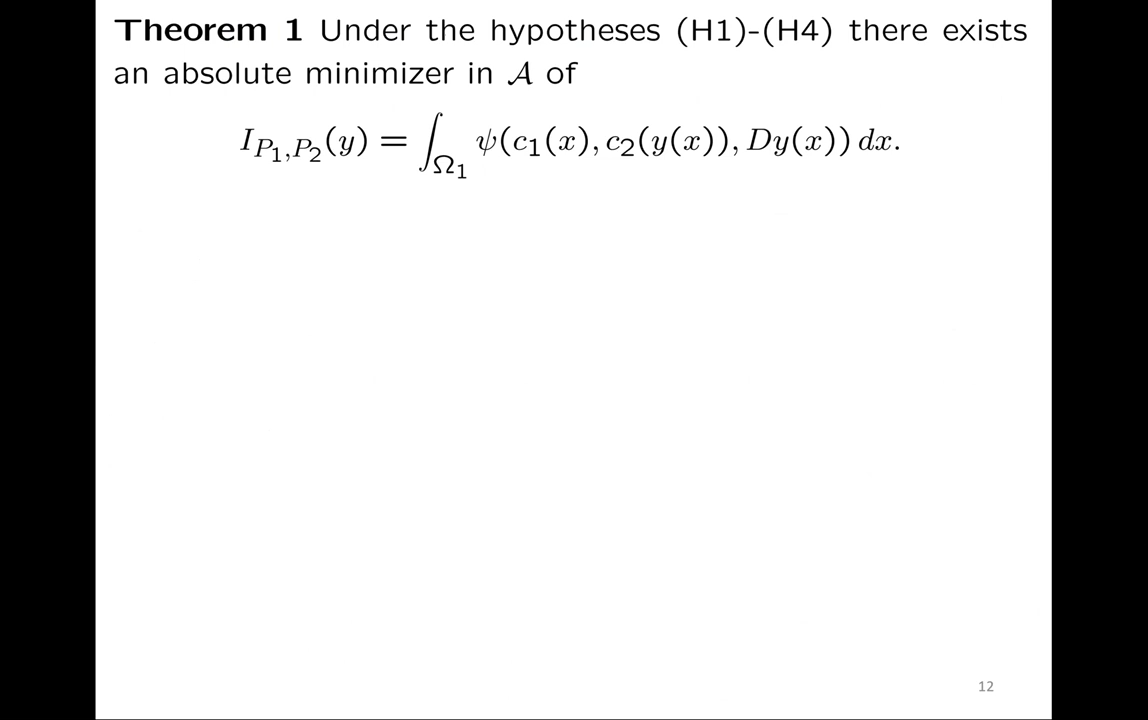 Theorem 1 Under the hypotheses (H1)-(H4) there exists
an absolute minimizer in 𝒜 of
I_{P_1,P_2}(y) = ∫_{Ω_1} ψ(c_1(x), c_2(y(x)), Dy(x)) dx.
12